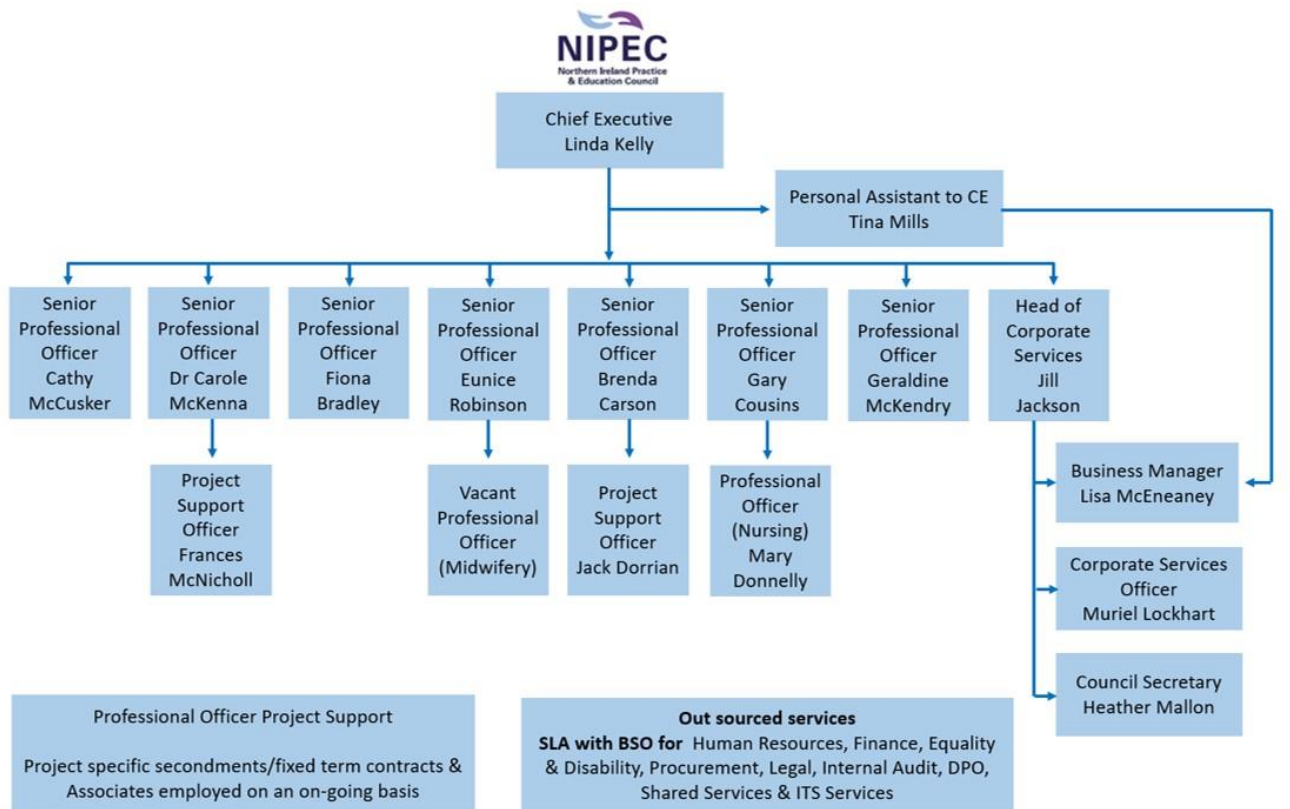 NIPEC
Northern Ireland Practice
& Education Council
Chief Executive
Linda Kelly
Personal Assistant to CE
Tina Mills
Senior
Professional
Officer
Cathy
McCusker
Senior
Professional
Officer
Dr Carole
McKenna
Senior
Professional
Officer
Fiona
Bradley
Senior
Professional
Officer
Eunice
Robinson
Senior
Professional
Officer
Brenda
Carson
Senior
Professional
Officer
Gary
Cousins
Senior
Professional
Officer
Geraldine
McKendry
Head of
Corporate
Services
Jill
Jackson
Project
Support
Officer
Frances
McNicholl
Vacant
Professional
Officer
(Midwifery)
Project
Support
Officer
Jack Dorrian
Professional
Officer
(Nursing)
Mary
Donnelly
Business Manager
Lisa McEneaney
Corporate Services
Officer
Muriel Lockhart
Council Secretary
Heather Mallon
Professional Officer Project Support
Project specific secondments/fixed term contracts &
Associates employed on an on-going basis
Out sourced services
SLA with BSO for Human Resources, Finance, Equality
& Disability, Procurement, Legal, Internal Audit, DPO,
Shared Services & ITS Services